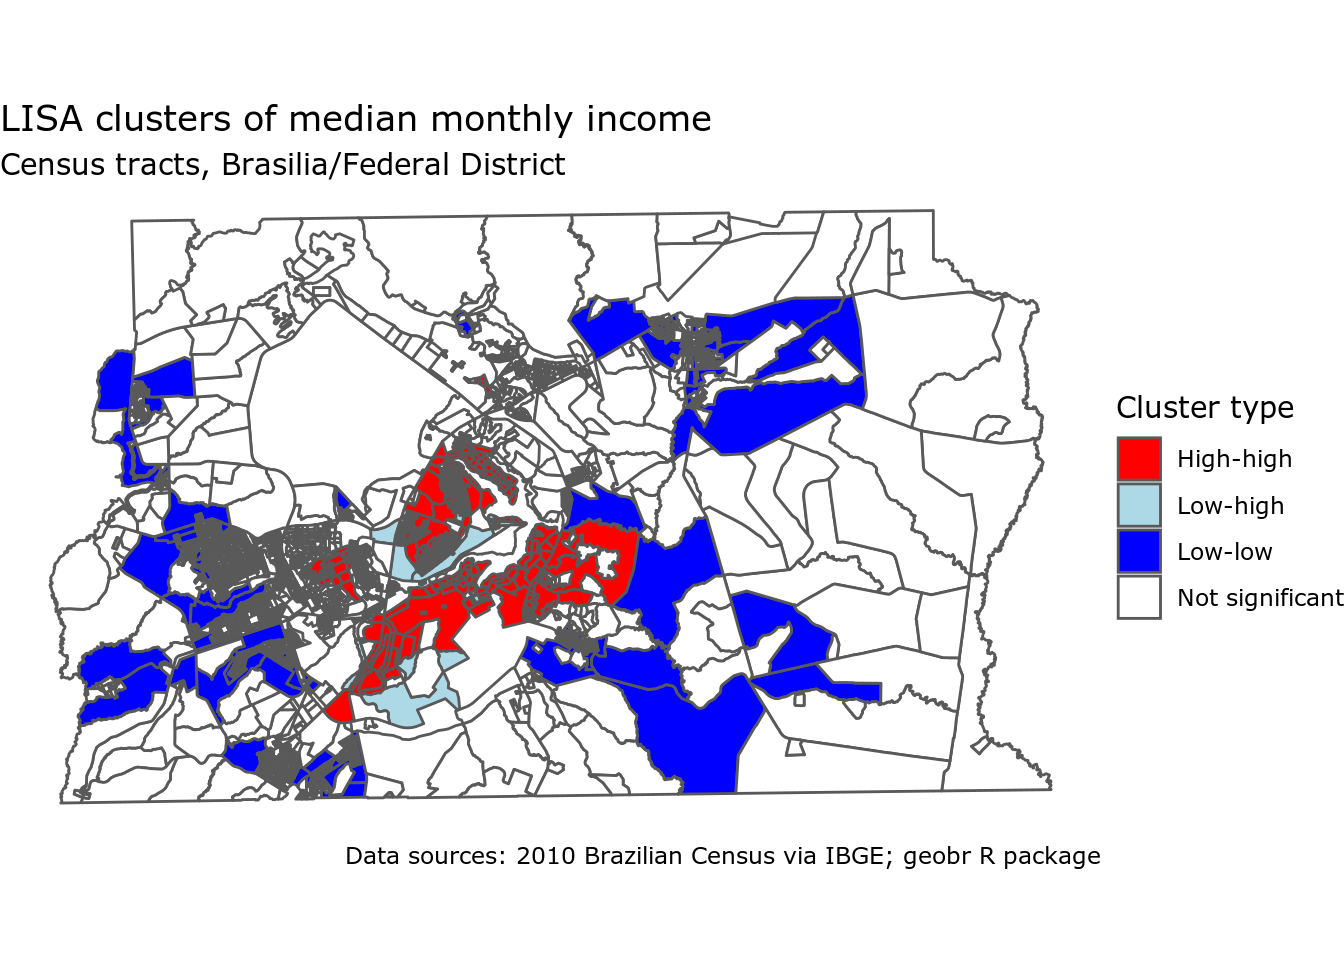 LISA clusters of median monthly income
Census tracts, Brasilia/Federal District
Cluster type
High-high
Low-high
Low-low
Not significant
Data sources: 2010 Brazilian Census via IBGE; geobr R package